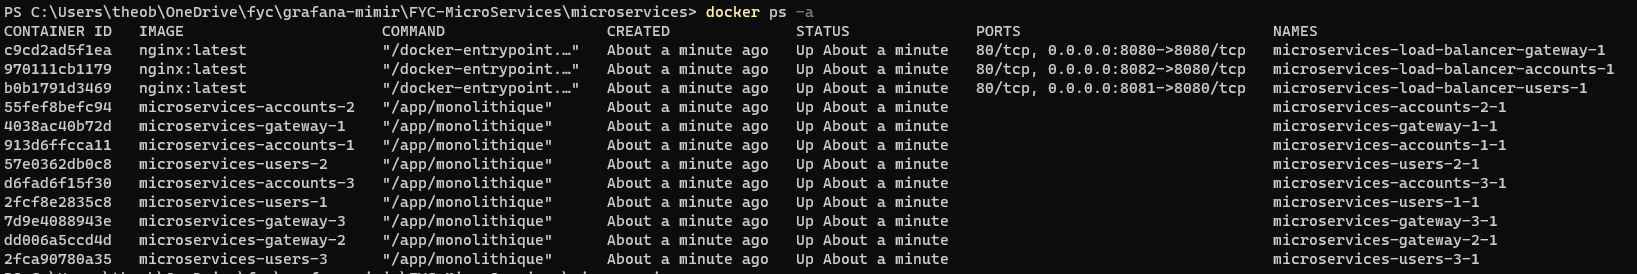 PS C:\Users\theob\OneDrive\fyc\grafana-mimir\FYC-MicroServices\microservices> docker ps -a
CONTAINER ID   IMAGE                     COMMAND                  CREATED              STATUS              PORTS                            NAMES
c9cd2ad5f1ea   nginx:latest              "/docker-entrypoint.…"   About a minute ago   Up About a minute   80/tcp, 0.0.0.0:8080->8080/tcp   microservices-load-balancer-gateway-1
970111cb1179   nginx:latest              "/docker-entrypoint.…"   About a minute ago   Up About a minute   80/tcp, 0.0.0.0:8082->8080/tcp   microservices-load-balancer-accounts-1
b0b1791d3469   nginx:latest              "/docker-entrypoint.…"   About a minute ago   Up About a minute   80/tcp, 0.0.0.0:8081->8080/tcp   microservices-load-balancer-users-1
55fef8befc94   microservices-accounts-2   "/app/monolithique"      About a minute ago   Up About a minute                                    microservices-accounts-2-1
4038ac40b72d   microservices-gateway-1    "/app/monolithique"      About a minute ago   Up About a minute                                    microservices-gateway-1-1
913d6ffcca11   microservices-accounts-1   "/app/monolithique"      About a minute ago   Up About a minute                                    microservices-accounts-1-1
57e0362db0c8   microservices-users-2      "/app/monolithique"      About a minute ago   Up About a minute                                    microservices-users-2-1
d6fad6f15f30   microservices-accounts-3   "/app/monolithique"      About a minute ago   Up About a minute                                    microservices-accounts-3-1
2fcf8e2835c8   microservices-users-1      "/app/monolithique"      About a minute ago   Up About a minute                                    microservices-users-1-1
7d9e4088943e   microservices-gateway-3    "/app/monolithique"      About a minute ago   Up About a minute                                    microservices-gateway-3-1
dd006a5ccd4d   microservices-gateway-2    "/app/monolithique"      About a minute ago   Up About a minute                                    microservices-gateway-2-1
2fca90780a35   microservices-users-3      "/app/monolithique"      About a minute ago   Up About a minute                                    microservices-users-3-1